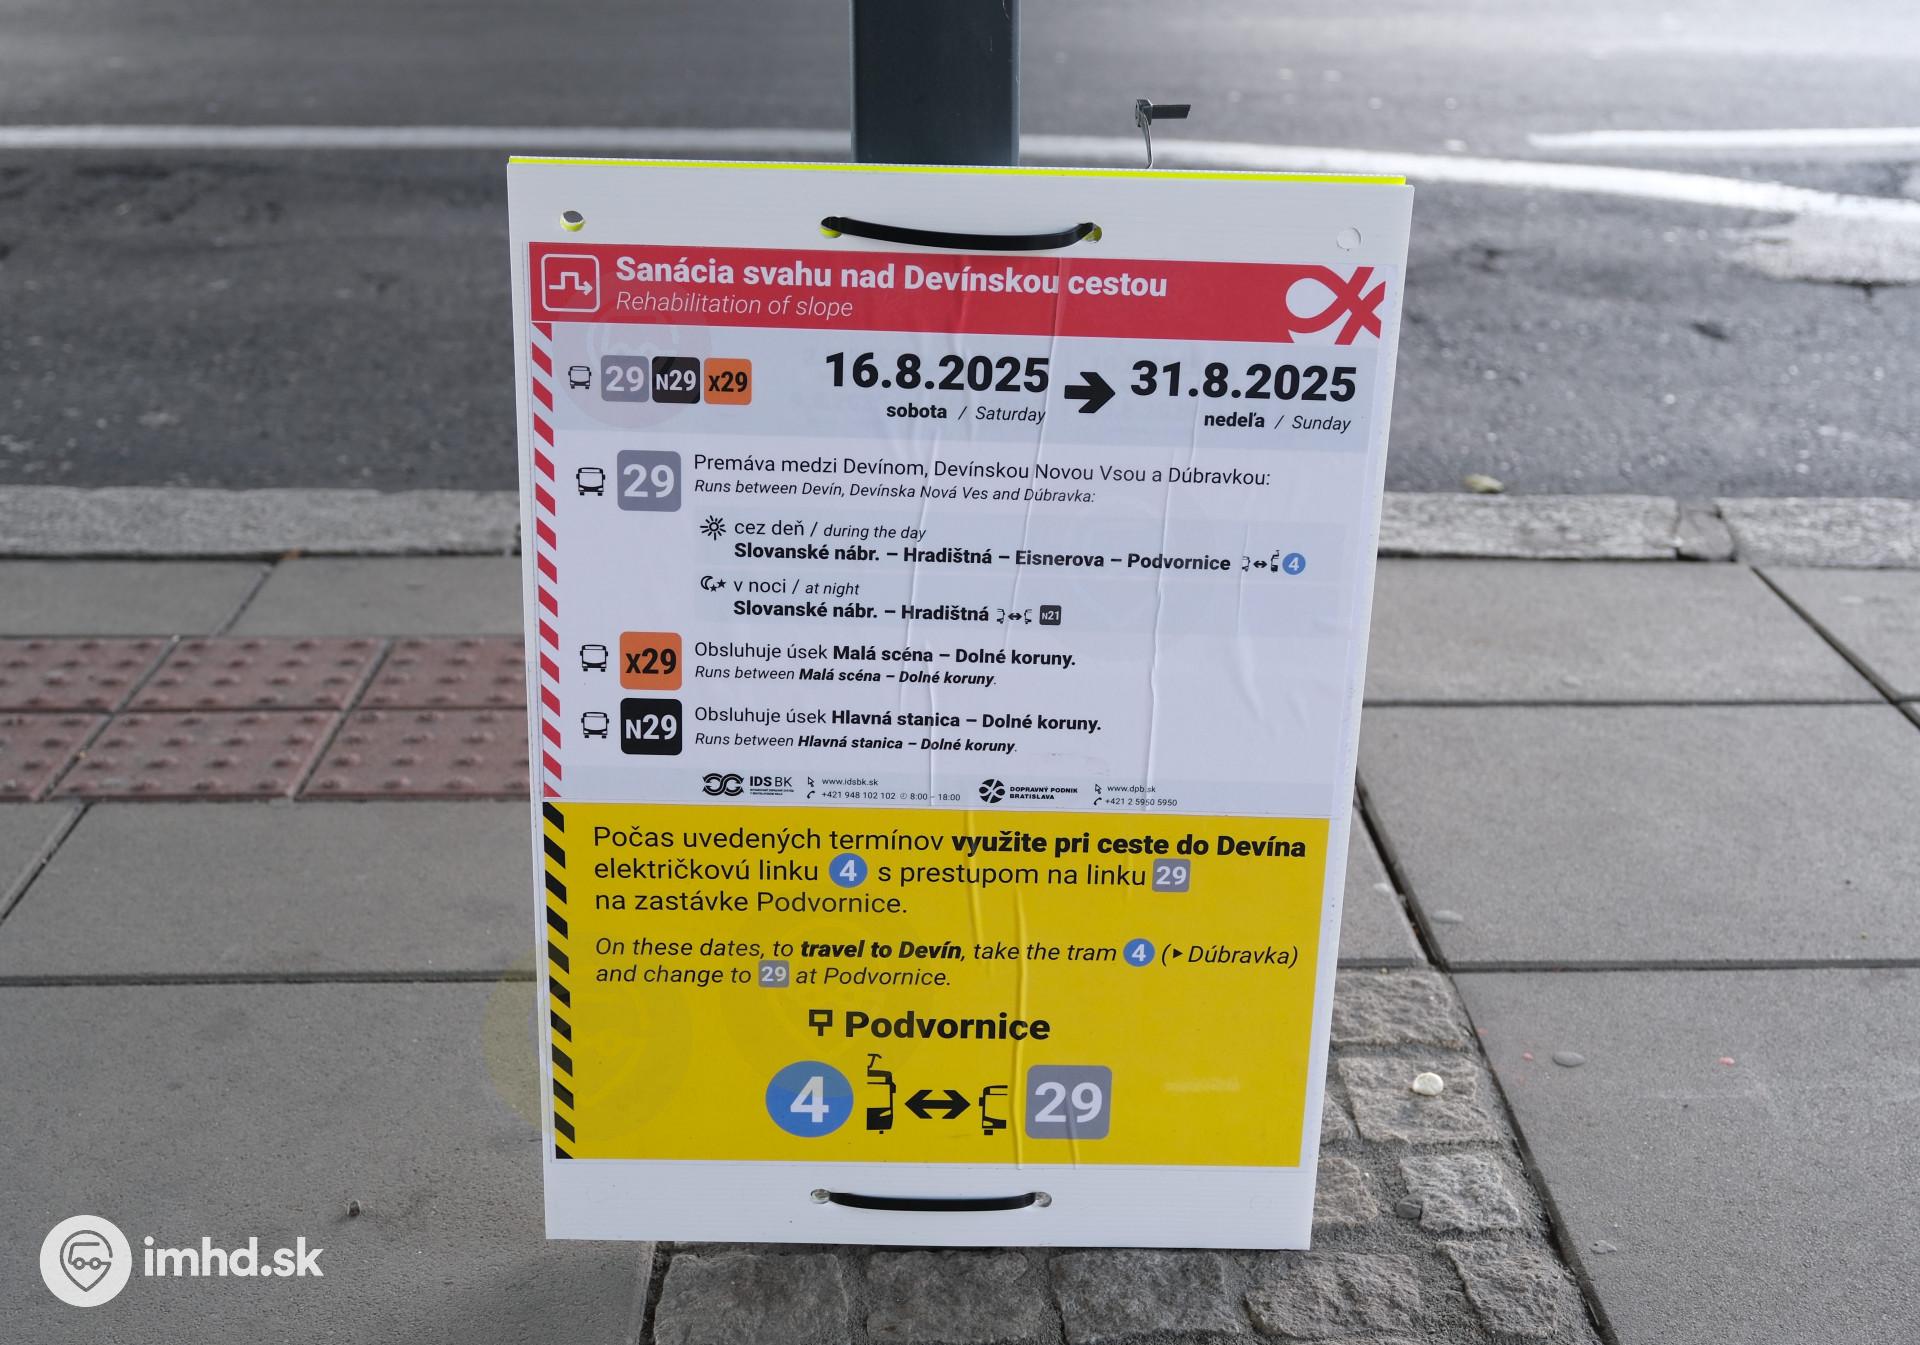 Sanácia svahu nad Devínskou cestou
Rehabilitation of slope
29 N29 x29
16.8.2025 31.8.2025
sobota / Saturday nedeľa / Sunday
29
Premáva medzi Devínom, Devínskou Novou Vsou a Dúbravkou:
Runs between Devín, Devínska Nová Ves and Dúbravka:
cez deň / during the day
Slovanské nábr. – Hradištná – Eisnerova – Podvornice 4
v noci / at night
Slovanské nábr. – Hradištná N21
x29
Obsluhuje úsek Malá scéna – Dolné koruny.
Runs between Malá scéna – Dolné koruny.
N29
Obsluhuje úsek Hlavná stanica – Dolné koruny.
Runs between Hlavná stanica – Dolné koruny.
IDS BK
www.idsbk.sk
+421 948 102 102 8:00 – 18:00
DOPRAVNÝ PODNIK
BRATISLAVA
www.dpb.sk
+421 2 5950 5950
Počas uvedených termínov využite pri ceste do Devína
električkovú linku 4 s prestupom na linku 29
na zastávke Podvornice.
On these dates, to travel to Devín, take the tram 4 (▸ Dúbravka)
and change to 29 at Podvornice.
Podvornice
4 29
imhd.sk